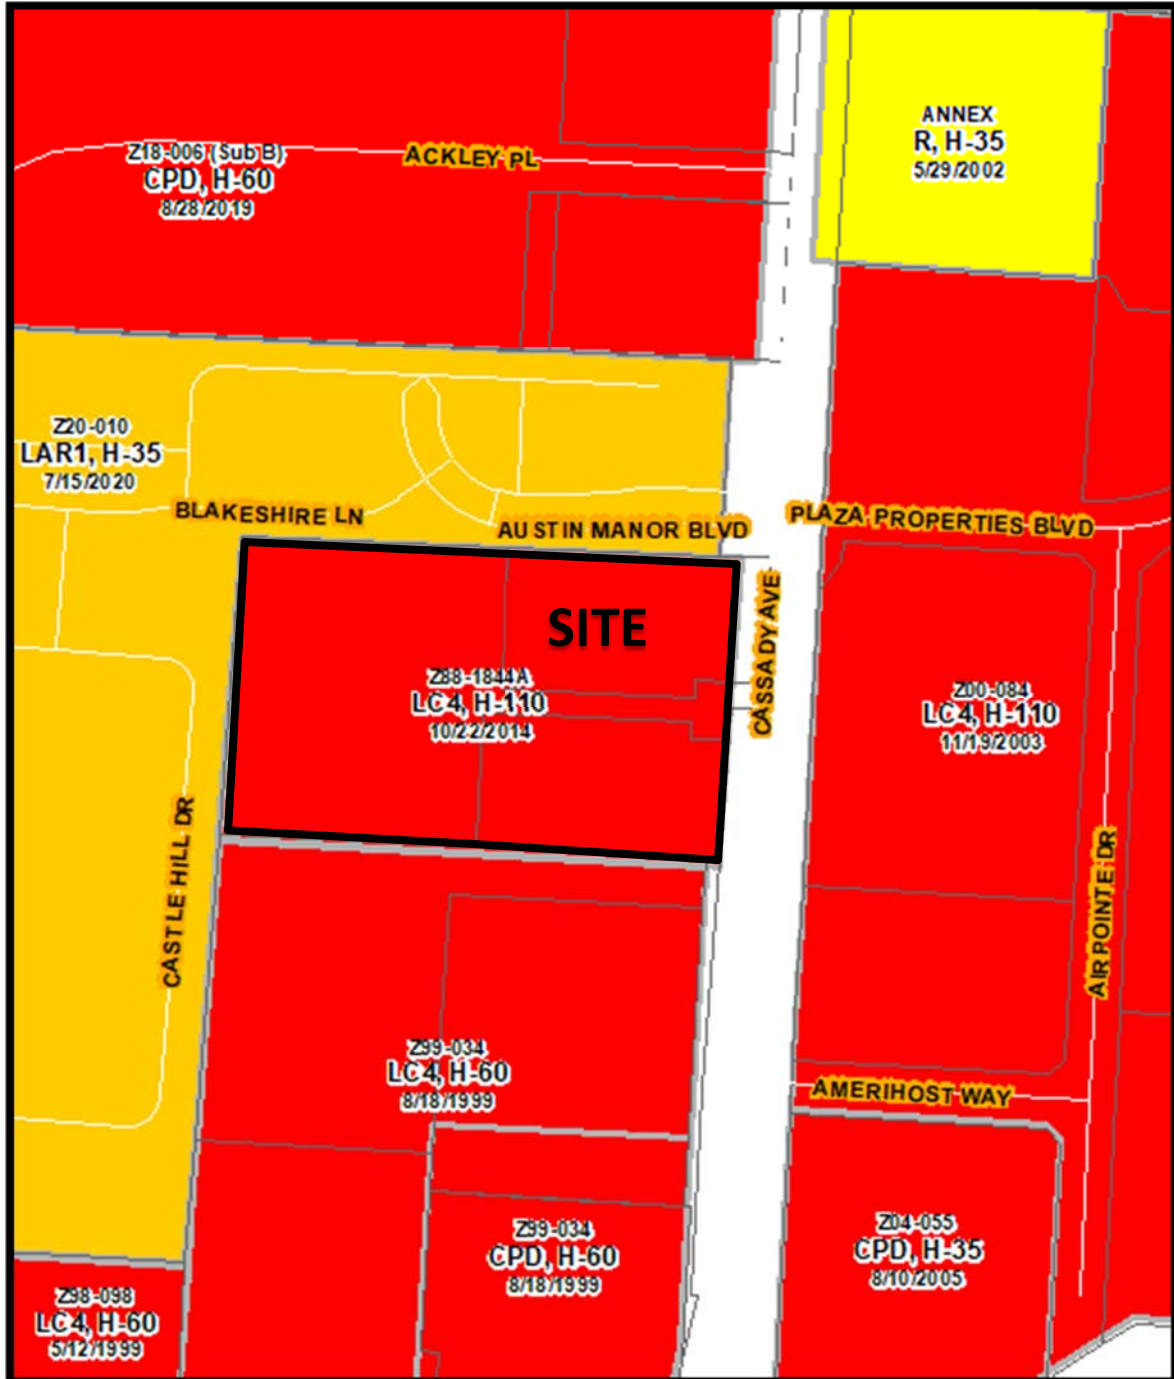 ANNEX
R, H-35
5/29/2002
Z18-006 (Sub B)
CPD, H-60
8/28/2019
ACKLEY PL
Z20-010
LAR1, H-35
7/15/2020
BLAKESHIRE LN
AUSTIN MANOR BLVD
PLAZA PROPERTIES BLVD
SITE
CASSADY AVE
Z88-1844A
LC4, H-110
10/22/2014
Z00-084
LC4, H-110
11/19/2003
CASTLE HILL DR
AIR POINTE DR
Z99-034
LC4, H-60
8/18/1999
AMERIHOST WAY
Z99-034
CPD, H-60
8/18/1999
Z04-055
CPD, H-35
8/10/2005
Z98-098
LC4, H-60
5/12/1999